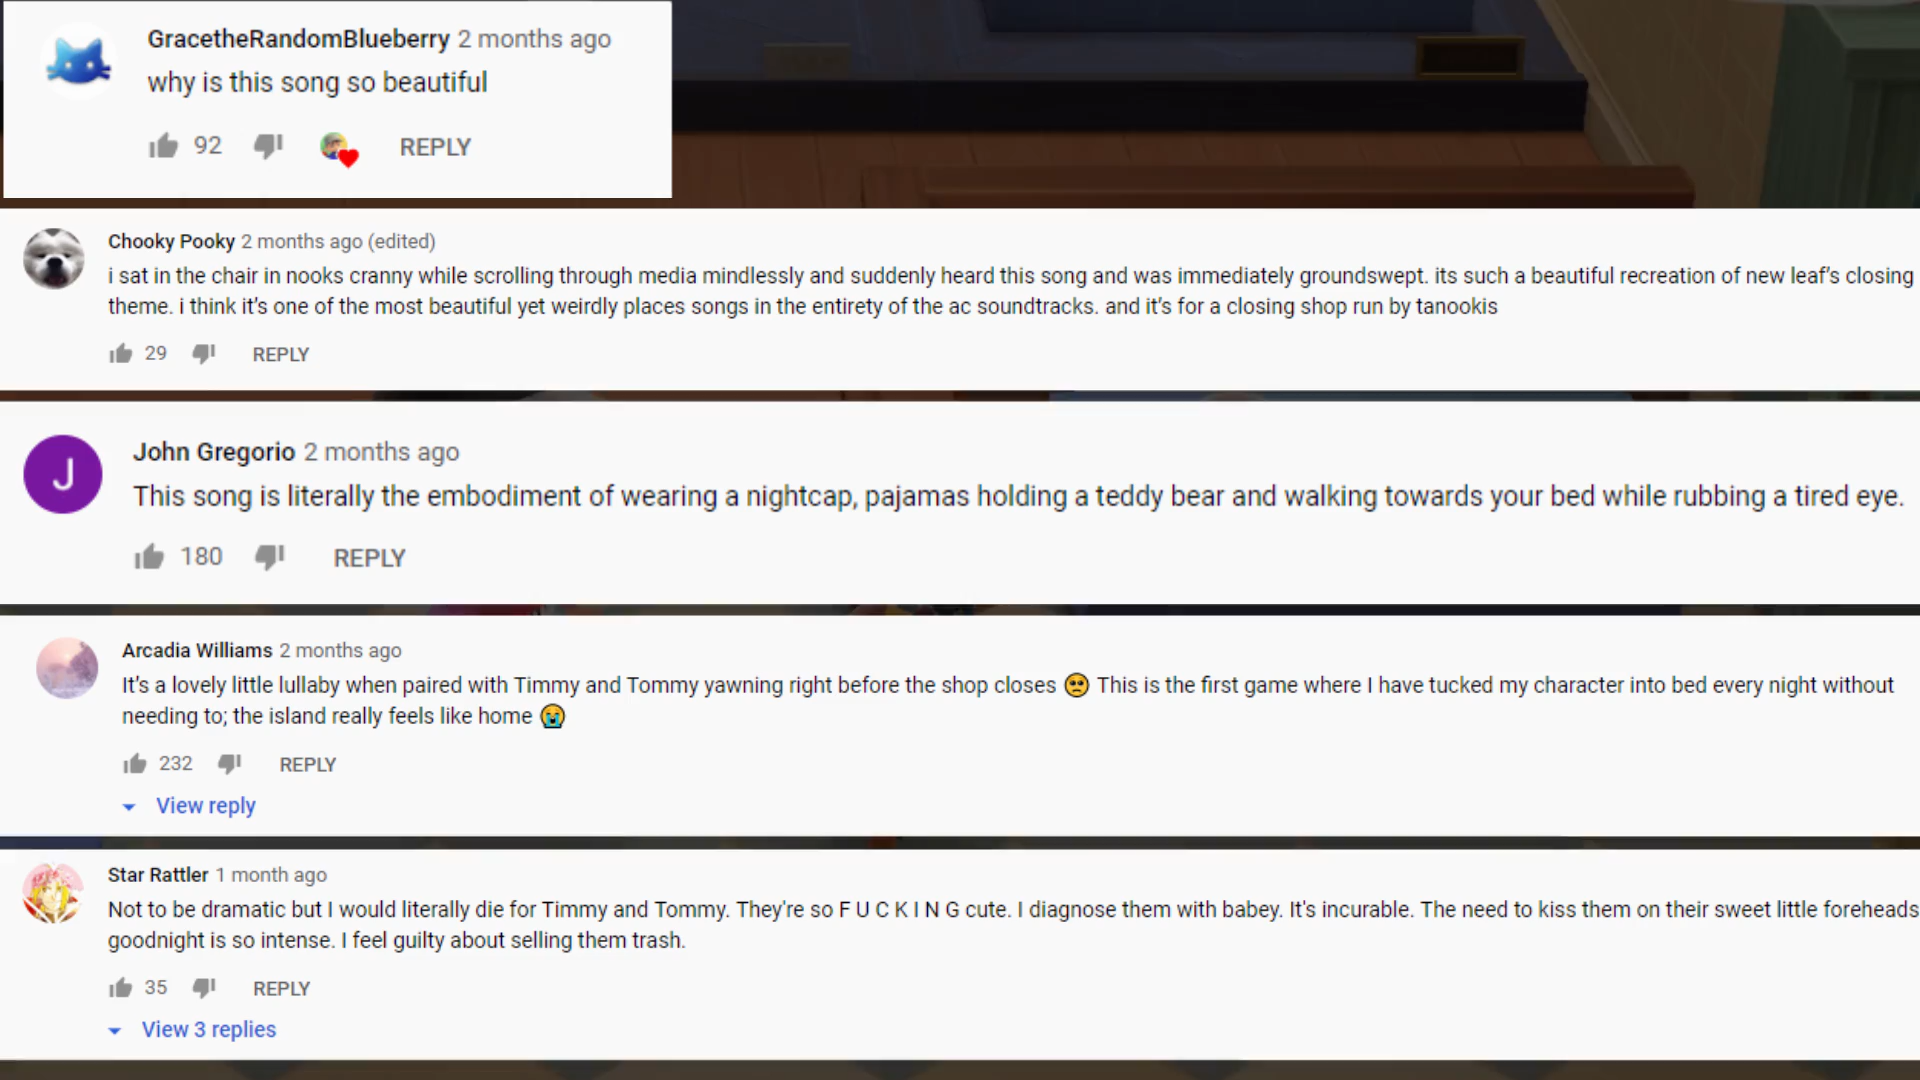 GracetheRandomBlueberry 2 months ago
why is this song so beautiful
92 REPLY
Chooky Pooky 2 months ago (edited)
i sat in the chair in nooks cranny while scrolling through media mindlessly and suddenly heard this song and was immediately groundswept. its such a beautiful recreation of new leaf’s closing
theme. i think it’s one of the most beautiful yet weirdly places songs in the entirety of the ac soundtracks. and it’s for a closing shop run by tanookis
29 REPLY
J
John Gregorio 2 months ago
This song is literally the embodiment of wearing a nightcap, pajamas holding a teddy bear and walking towards your bed while rubbing a tired eye.
180 REPLY
Arcadia Williams 2 months ago
It’s a lovely little lullaby when paired with Timmy and Tommy yawning right before the shop closes 🥺 This is the first game where I have tucked my character into bed every night without
needing to; the island really feels like home 😭
232 REPLY
View reply
Star Rattler 1 month ago
Not to be dramatic but I would literally die for Timmy and Tommy. They're so F U C K I N G cute. I diagnose them with babey. It's incurable. The need to kiss them on their sweet little foreheads
goodnight is so intense. I feel guilty about selling them trash.
35 REPLY
View 3 replies